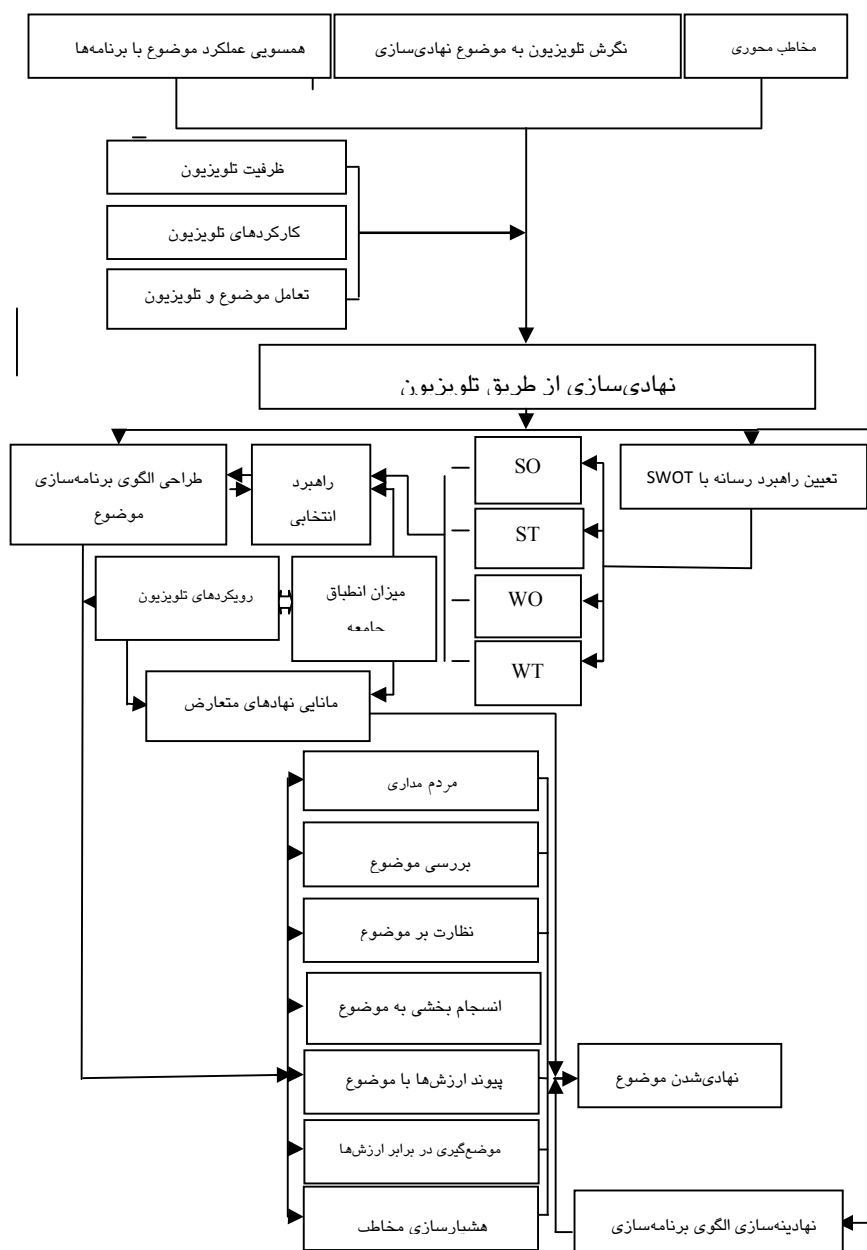 مخاطب محوری
نگرش تلویزیون به موضوع نهادی‌سازی
همسویی عملکرد موضوع با برنامه‌ها
ظرفیت تلویزیون
کارکردهای تلویزیون
تعامل موضوع و تلویزیون
نهادی‌سازی از طریق تلویزیون
تعیین راهبرد رسانه با SWOT
SO
ST
WO
WT
راهبرد
انتخابی
طراحی الگوی برنامه‌سازی
موضوع
میزان انطباق
جامعه
رویکردهای تلویزیون
مانایی نهادهای متعارض
مردم مداری
بررسی موضوع
نظارت بر موضوع
انسجام بخشی به موضوع
پیوند ارزش‌ها با موضوع
موضع‌گیری در برابر ارزش‌ها
هشیارسازی مخاطب
نهادی‌شدن موضوع
نهادینه‌سازی الگوی برنامه‌سازی